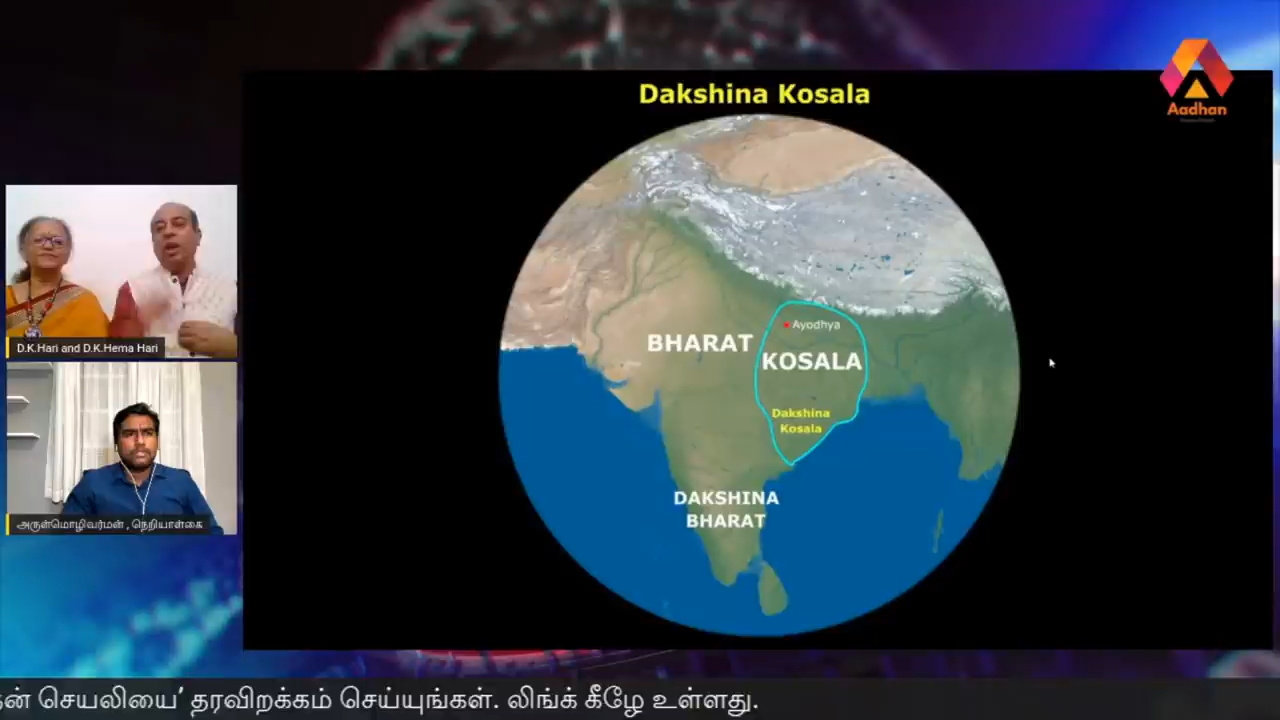 Dakshina Kosala
Aadhan
Ayodhya
BHARAT
KOSALA
Dakshina
Kosala
DAKSHINA
BHARAT
D.K.Hari and D.K.Hema Hari
அருள்மொழிவர்மன் , நெறியாள்கை
செயலியை’ தரவிறக்கம் செய்யுங்கள். லிங்க் கீழே உள்ளது.